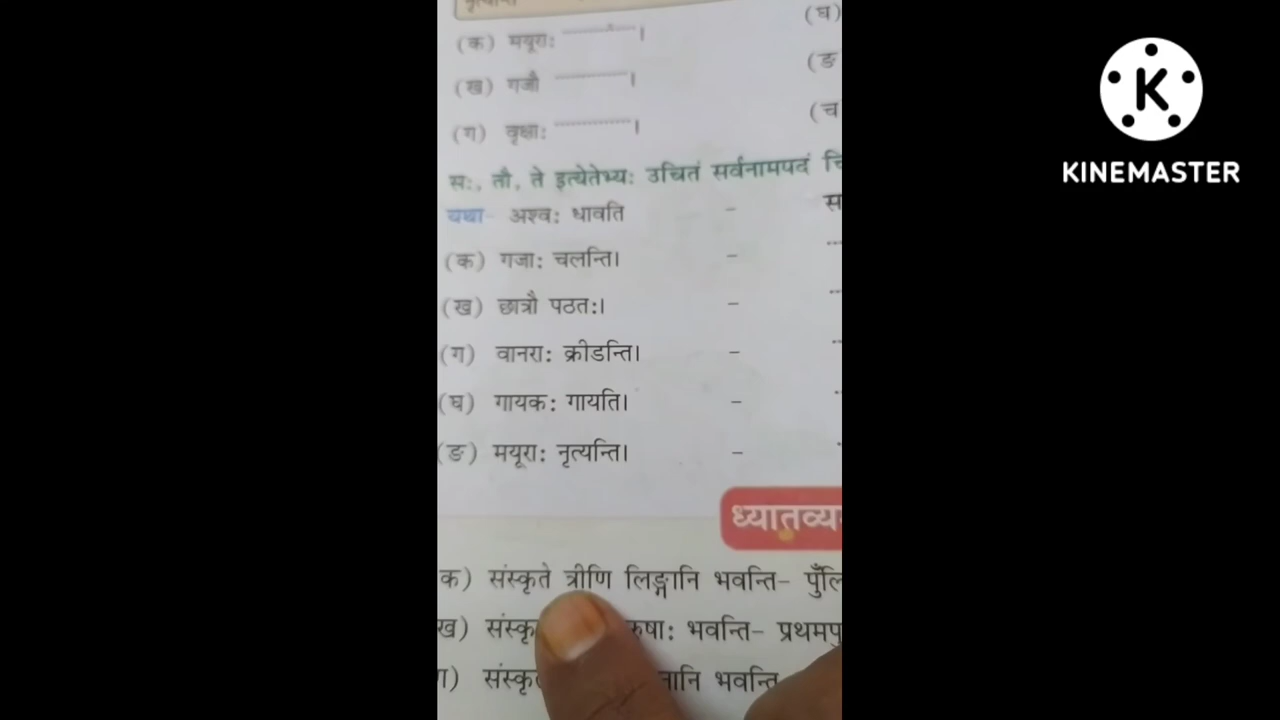 (क) मयूराः ............ ।
(घ)
(ख) गजौ ............ ।
(ङ
(ग) वृक्षाः ............ ।
(च
सः, तौ, ते इत्येतेभ्यः उचितं सर्वनामपदं चि
यथा- अश्वः धावति - स
(क) गजाः चलन्ति। - ...
(ख) छात्रौ पठतः। - ...
(ग) वानराः क्रीडन्ति। - ...
(घ) गायकः गायति। -
(ङ) मयूराः नृत्यन्ति। -
ध्यातव्य
क) संस्कृते त्रीणि लिङ्गानि भवन्ति- पुँलि
ख) भवन्ति- प्रथमपु
ग) भवन्ति
K
KINEMASTER